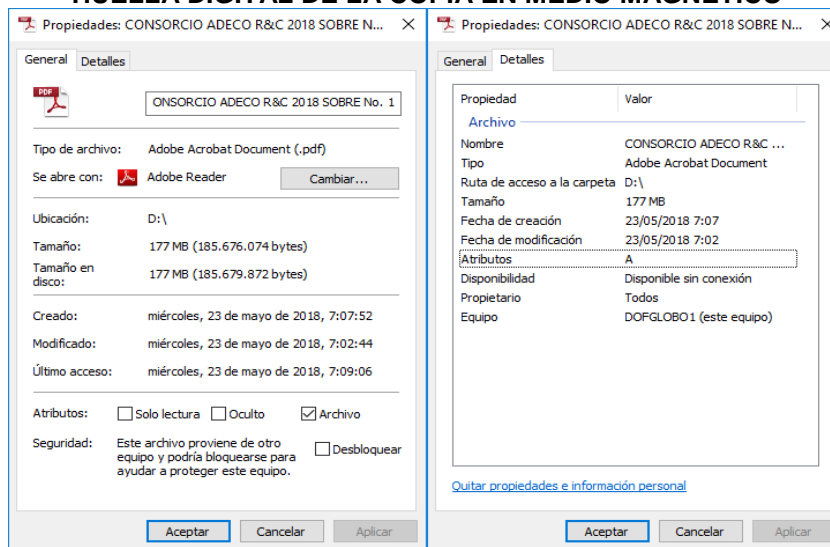 HUELLA DIGITAL DE LA COPIA EN MEDIO MAGNETICO
Propiedades: CONSORCIO ADECO R&C 2018 SOBRE N...
General Detalles
PDF
ONSORCIO ADECO R&C 2018 SOBRE No. 1
Tipo de archivo: Adobe Acrobat Document (.pdf)
Se abre con: Adobe Reader Cambiar...
Ubicación: D:\
Tamaño: 177 MB (185.676.074 bytes)
Tamaño en disco: 177 MB (185.679.872 bytes)
Creado: miércoles, 23 de mayo de 2018, 7:07:52
Modificado: miércoles, 23 de mayo de 2018, 7:02:44
Último acceso: miércoles, 23 de mayo de 2018, 7:09:06
Atributos: Solo lectura Oculto Archivo
Seguridad: Este archivo proviene de otro
equipo y podría bloquearse para
ayudar a proteger este equipo.
Desbloquear
Aceptar Cancelar Aplicar
Propiedades: CONSORCIO ADECO R&C 2018 SOBRE N...
General Detalles
Propiedad Valor
Archivo
Nombre CONSORCIO ADECO R&C ...
Tipo Adobe Acrobat Document
Ruta de acceso a la carpeta D:\
Tamaño 177 MB
Fecha de creación 23/05/2018 7:07
Fecha de modificación 23/05/2018 7:02
Atributos A
Disponibilidad Disponible sin conexión
Propietario Todos
Equipo DOFGLOBO1 (este equipo)
Quitar propiedades e información personal
Aceptar Cancelar Aplicar